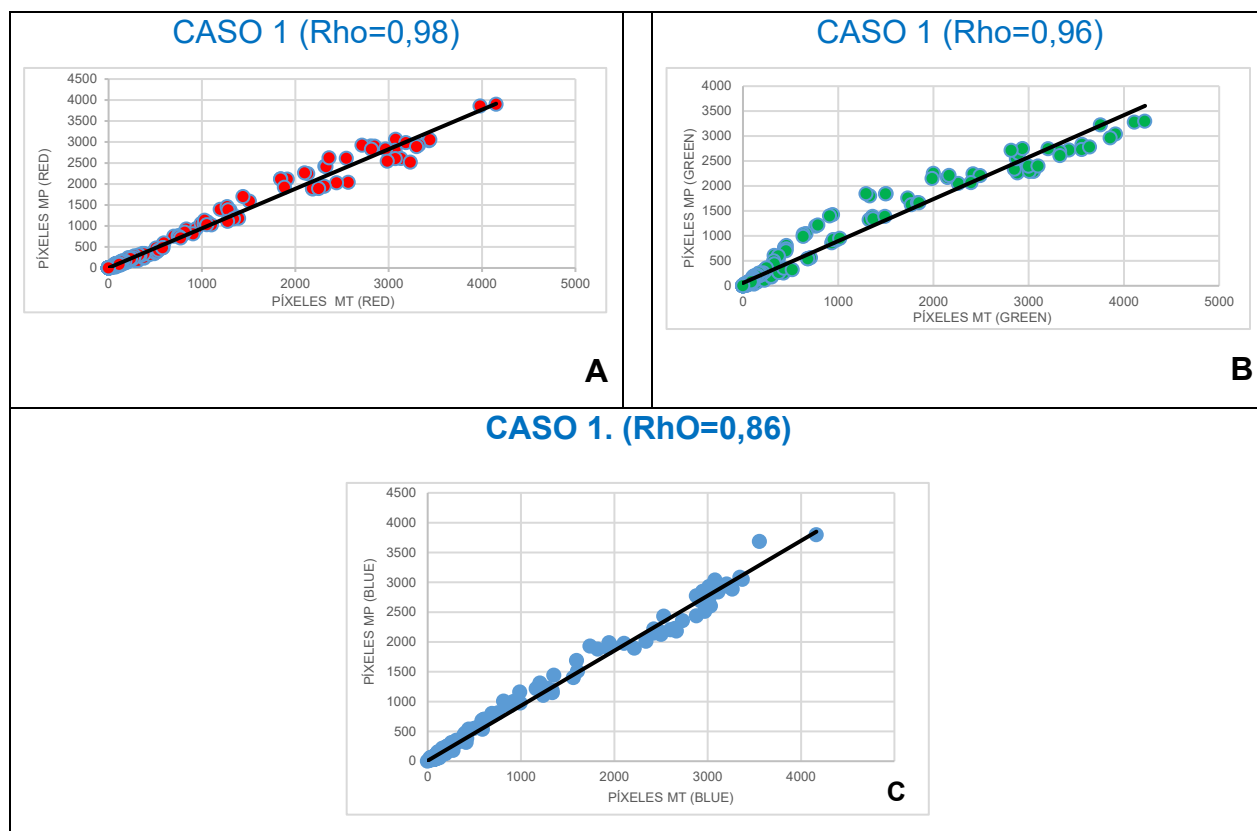 CASO 1 (Rho=0,98)
4500
4000
3500
3000
2500
2000
1500
1000
500
0
PÍXELES MP (RED)
0 1000 2000 3000 4000 5000
PÍXELES MT (RED)
A
CASO 1 (Rho=0,96)
4000
3500
3000
2500
2000
1500
1000
500
0
PÍXELES MP (GREEN)
0 1000 2000 3000 4000 5000
PÍXELES MT (GREEN)
B
CASO 1. (RhO=0,86)
4500
4000
3500
3000
2500
2000
1500
1000
500
0
PÍXELES MP (BLUE)
0 1000 2000 3000 4000
PÍXELES MT (BLUE)
C